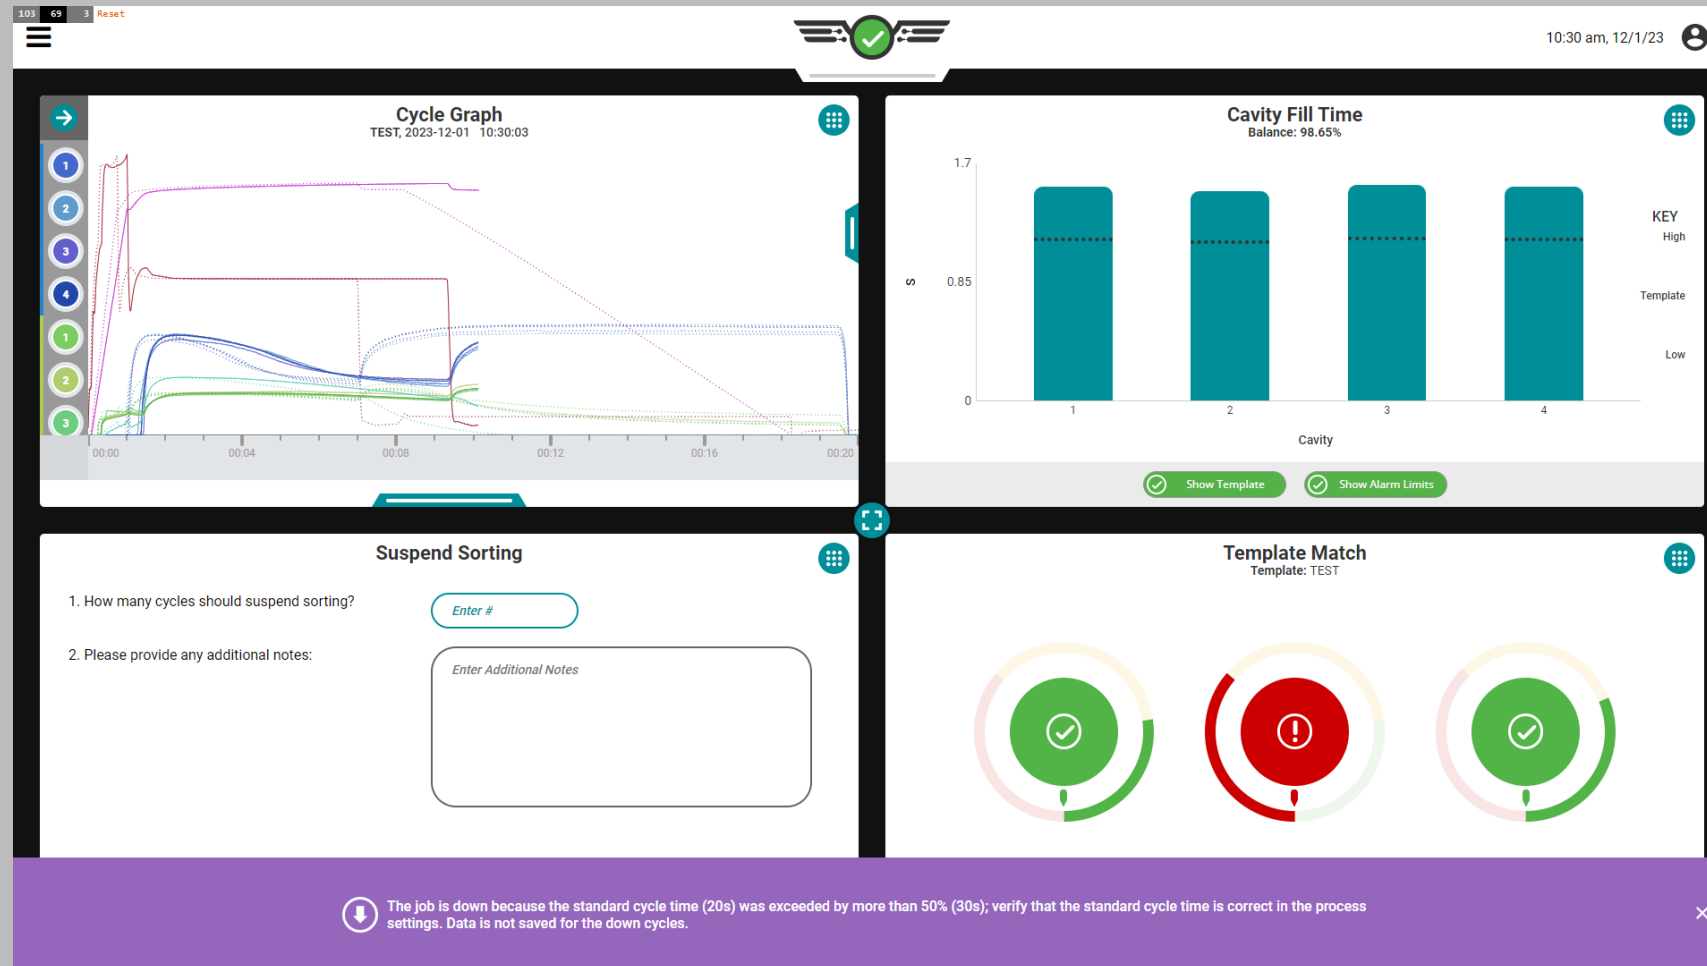 103 69 3 Reset
10:30 am, 12/1/23
Cycle Graph
TEST, 2023-12-01 10:30:03
1
2
3
4
1
2
3
00:00 00:04 00:08 00:12 00:16 00:20
Cavity Fill Time
Balance: 98.65%
1.7
0.85
0
s
1 2 3 4
Cavity
KEY
High
Template
Low
Show Template Show Alarm Limits
Suspend Sorting
1. How many cycles should suspend sorting?
Enter #
2. Please provide any additional notes:
Enter Additional Notes
Template Match
Template: TEST
The job is down because the standard cycle time (20s) was exceeded by more than 50% (30s); verify that the standard cycle time is correct in the process
settings. Data is not saved for the down cycles.